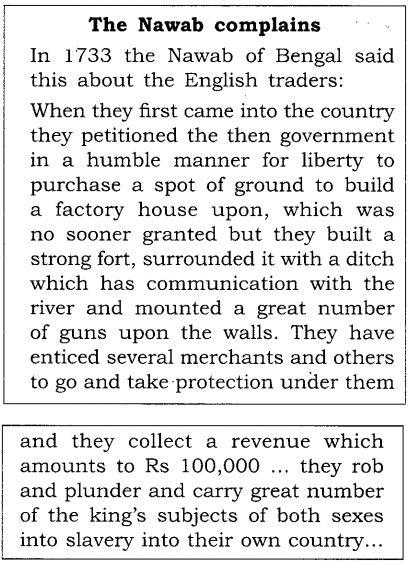 The Nawab complains
In 1733 the Nawab of Bengal said
this about the English traders:
When they first came into the country
they petitioned the then government
in a humble manner for liberty to
purchase a spot of ground to build
a factory house upon, which was
no sooner granted but they built a
strong fort, surrounded it with a ditch
which has communication with the
river and mounted a great number
of guns upon the walls. They have
enticed several merchants and others
to go and take protection under them
and they collect a revenue which
amounts to Rs 100,000 ... they rob
and plunder and carry great number
of the king's subjects of both sexes
into slavery into their own country...